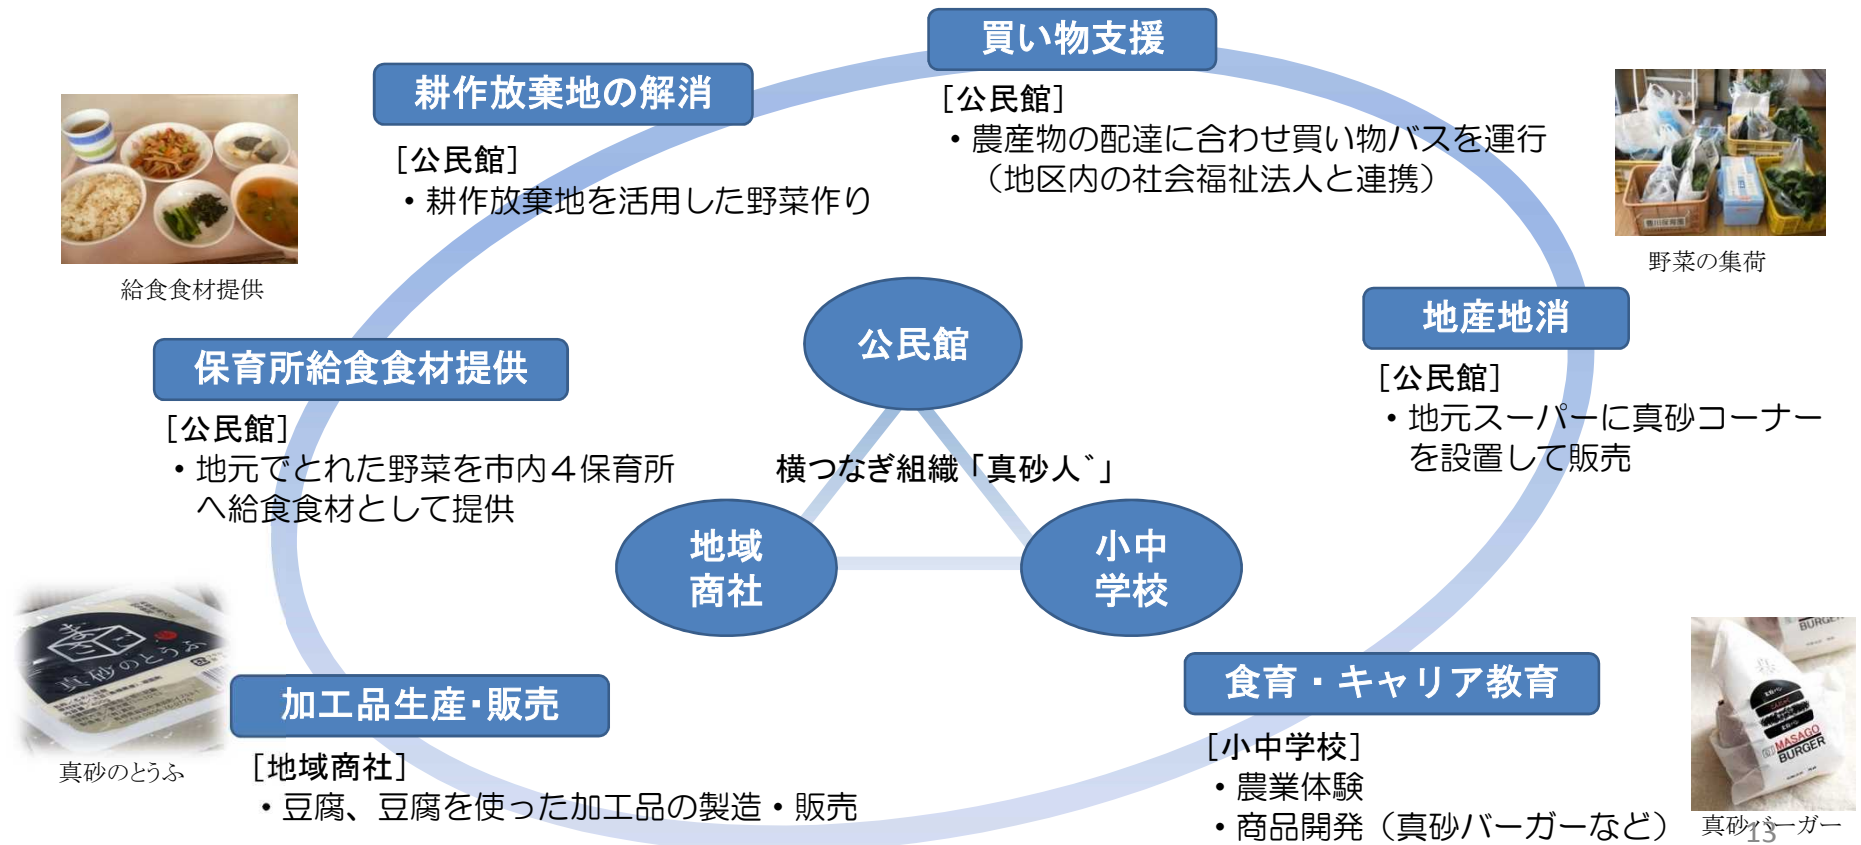 買い物支援
[公民館]
・農産物の配達に合わせ買い物バスを運行
（地区内の社会福祉法人と連携）
耕作放棄地の解消
[公民館]
・耕作放棄地を活用した野菜作り
給食食材提供
野菜の集荷
地産地消
[公民館]
・地元スーパーに真砂コーナー
を設置して販売
保育所給食食材提供
[公民館]
・地元でとれた野菜を市内４保育所
へ給食食材として提供
公民館
横つなぎ組織「真砂人゛」
地域
商社
小中
学校
真砂のとうふ
真砂のとうふ
加工品生産・販売
[地域商社]
・豆腐、豆腐を使った加工品の製造・販売
食育・キャリア教育
[小中学校]
・農業体験
・商品開発（真砂バーガーなど）
BURGER
MASAGO
BURGER
真砂バーガー
13